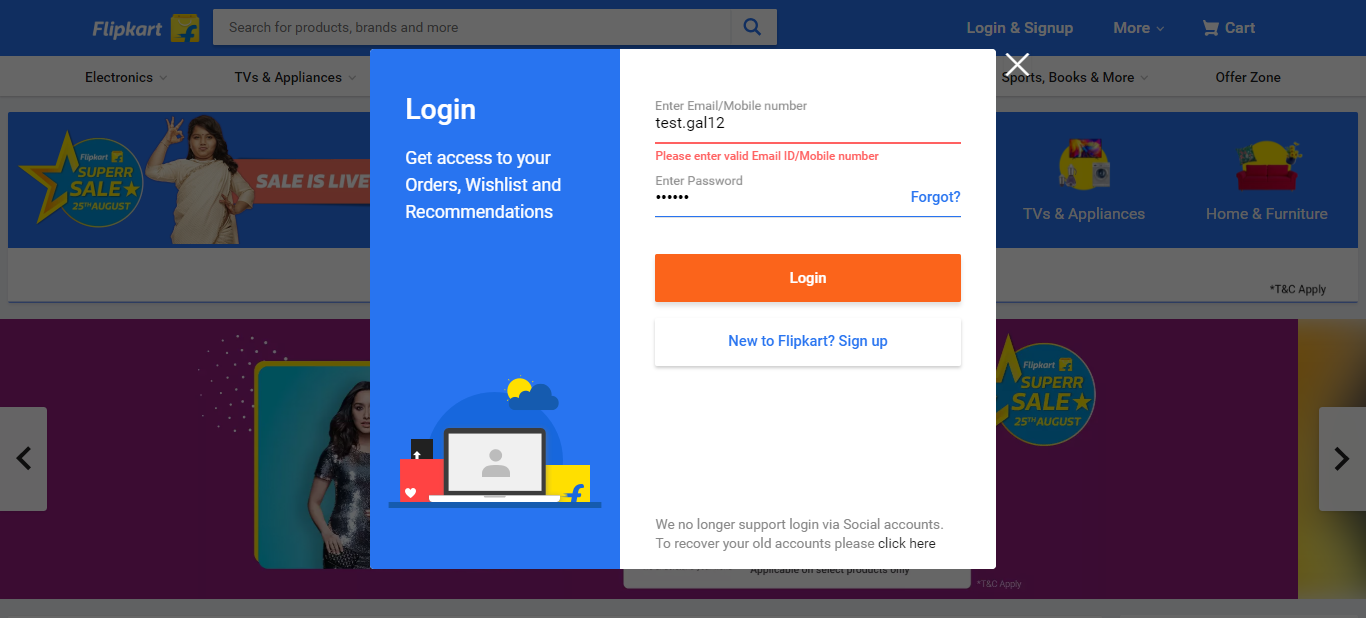 Flipkart
Search for products, brands and more
Login & Signup
More
Cart
Electronics
TVs & Appliances
Sports, Books & More
Offer Zone
Flipkart
SUPERR
SALE
25TH AUGUST
SALE IS LIVE
TVs & Appliances
Home & Furniture
*T&C Apply
Login
Get access to your
Orders, Wishlist and
Recommendations
Enter Email/Mobile number
test.gal12
Please enter valid Email ID/Mobile number
Enter Password
••••••
Forgot?
Login
New to Flipkart? Sign up
We no longer support login via Social accounts.
To recover your old accounts please click here
Flipkart
SUPERR
SALE
25TH AUGUST
Applicable on select products only
*T&C Apply